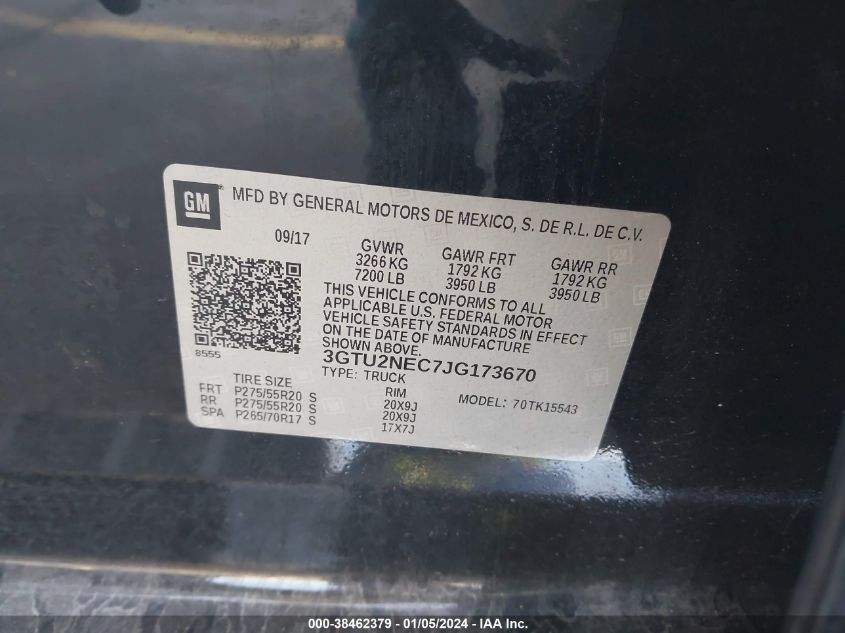 GM MFD BY GENERAL MOTORS DE MEXICO, S. DE R.L. DE C.V.
09/17 GVWR GAWR FRT GAWR RR
3266 KG 1792 KG 1792 KG
7200 LB 3950 LB 3950 LB
THIS VEHICLE CONFORMS TO ALL
APPLICABLE U.S. FEDERAL MOTOR
VEHICLE SAFETY STANDARDS IN EFFECT
ON THE DATE OF MANUFACTURE
SHOWN ABOVE.
8555
3GTU2NEC7JG173670
TYPE: TRUCK
TIRE SIZE RIM MODEL: 70TK15543
FRT P275/55R20 S 20X9J
RR P275/55R20 S 20X9J
SPA P265/70R17 S 17X7J
000-38462379 - 01/05/2024 - IAA Inc.